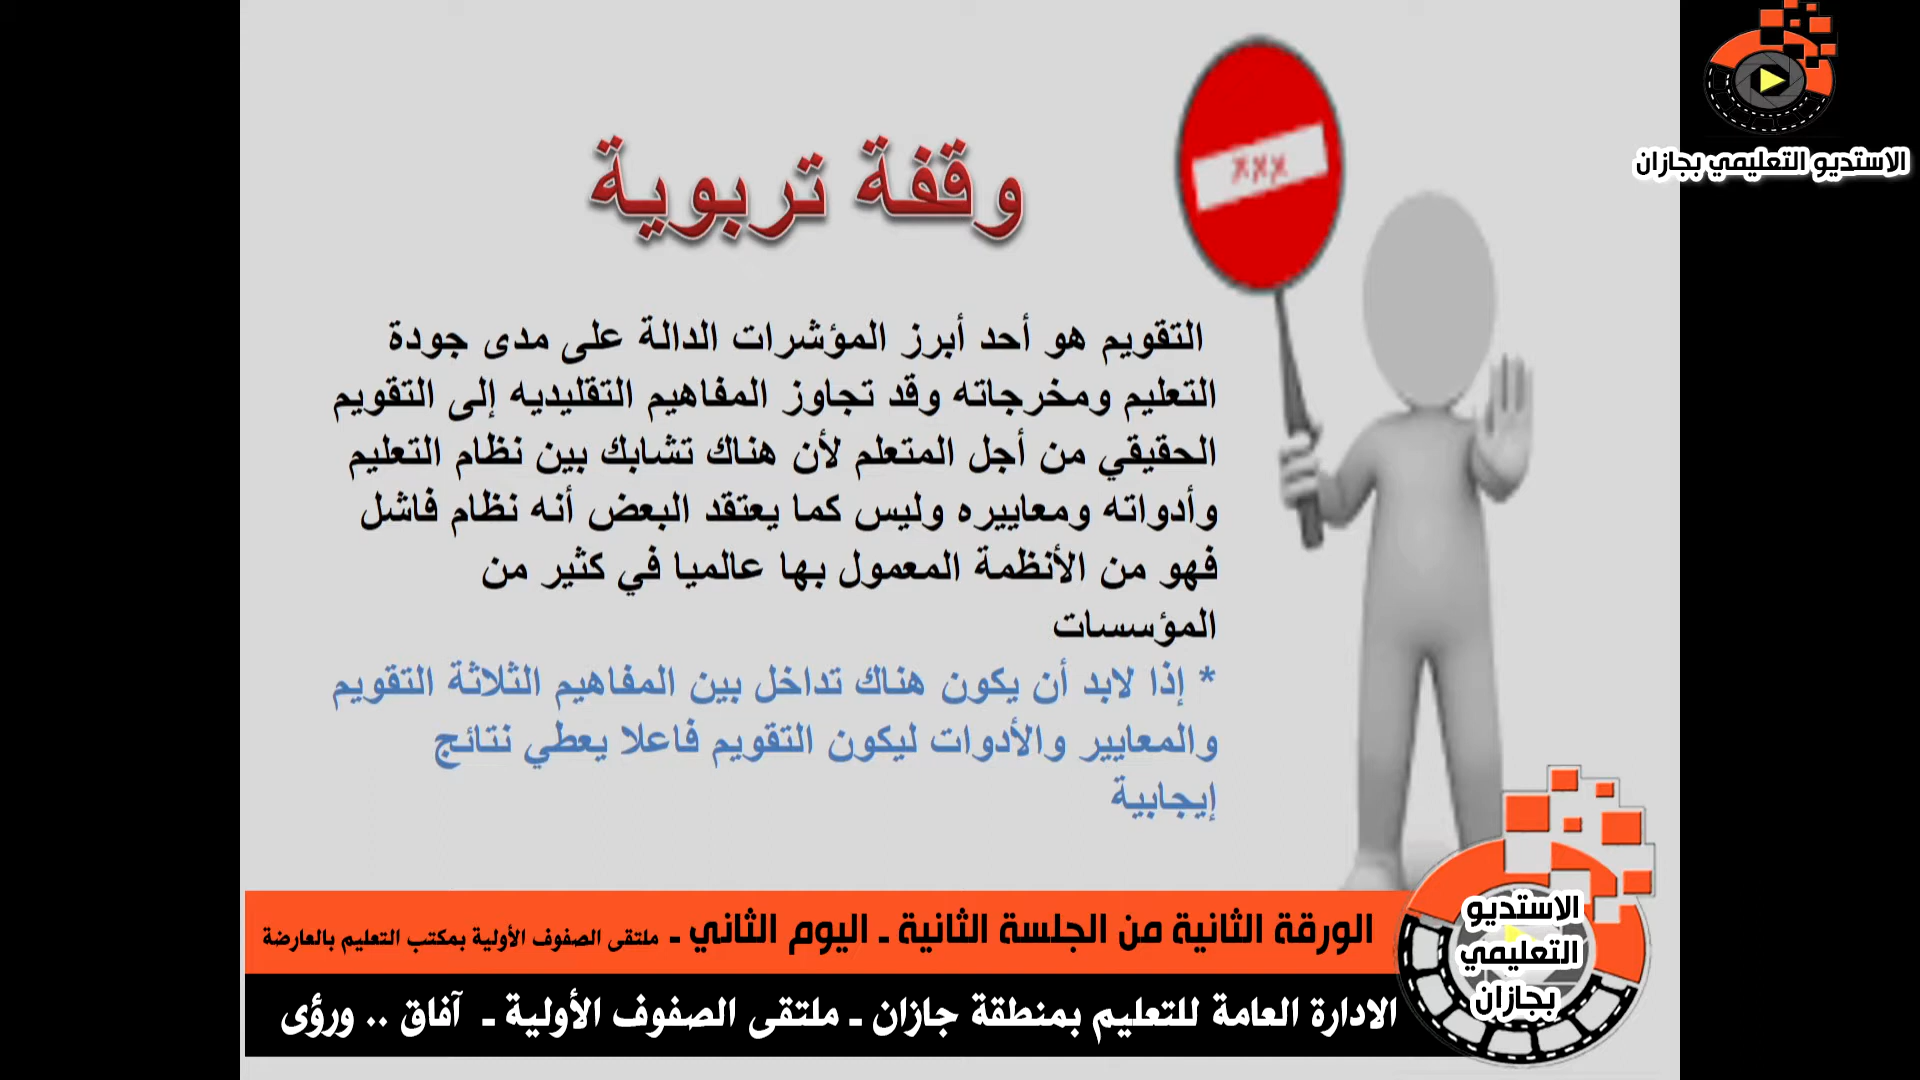 الاستديو التعليمي بجازان
وقفة تربوية
×××
التقويم هو أحد أبرز المؤشرات الدالة على مدى جودة
التعليم ومخرجاته وقد تجاوز المفاهيم التقليديه إلى التقويم
الحقيقي من أجل المتعلم لأن هناك تشابك بين نظام التعليم
وأدواته ومعاييره وليس كما يعتقد البعض أنه نظام فاشل
فهو من الأنظمة المعمول بها عالميا في كثير من
المؤسسات
* إذا لابد أن يكون هناك تداخل بين المفاهيم الثلاثة التقويم
والمعايير والأدوات ليكون التقويم فاعلا يعطي نتائج
إيجابية
الورقة الثانية من الجلسة الثانية ـ اليوم الثاني ـ ملتقى الصفوف الأولية بمكتب التعليم بالعارضة
الادارة العامة للتعليم بمنطقة جازان ـ ملتقى الصفوف الأولية ـ آفاق .. ورؤى
الاستديو
التعليمي
بجازان